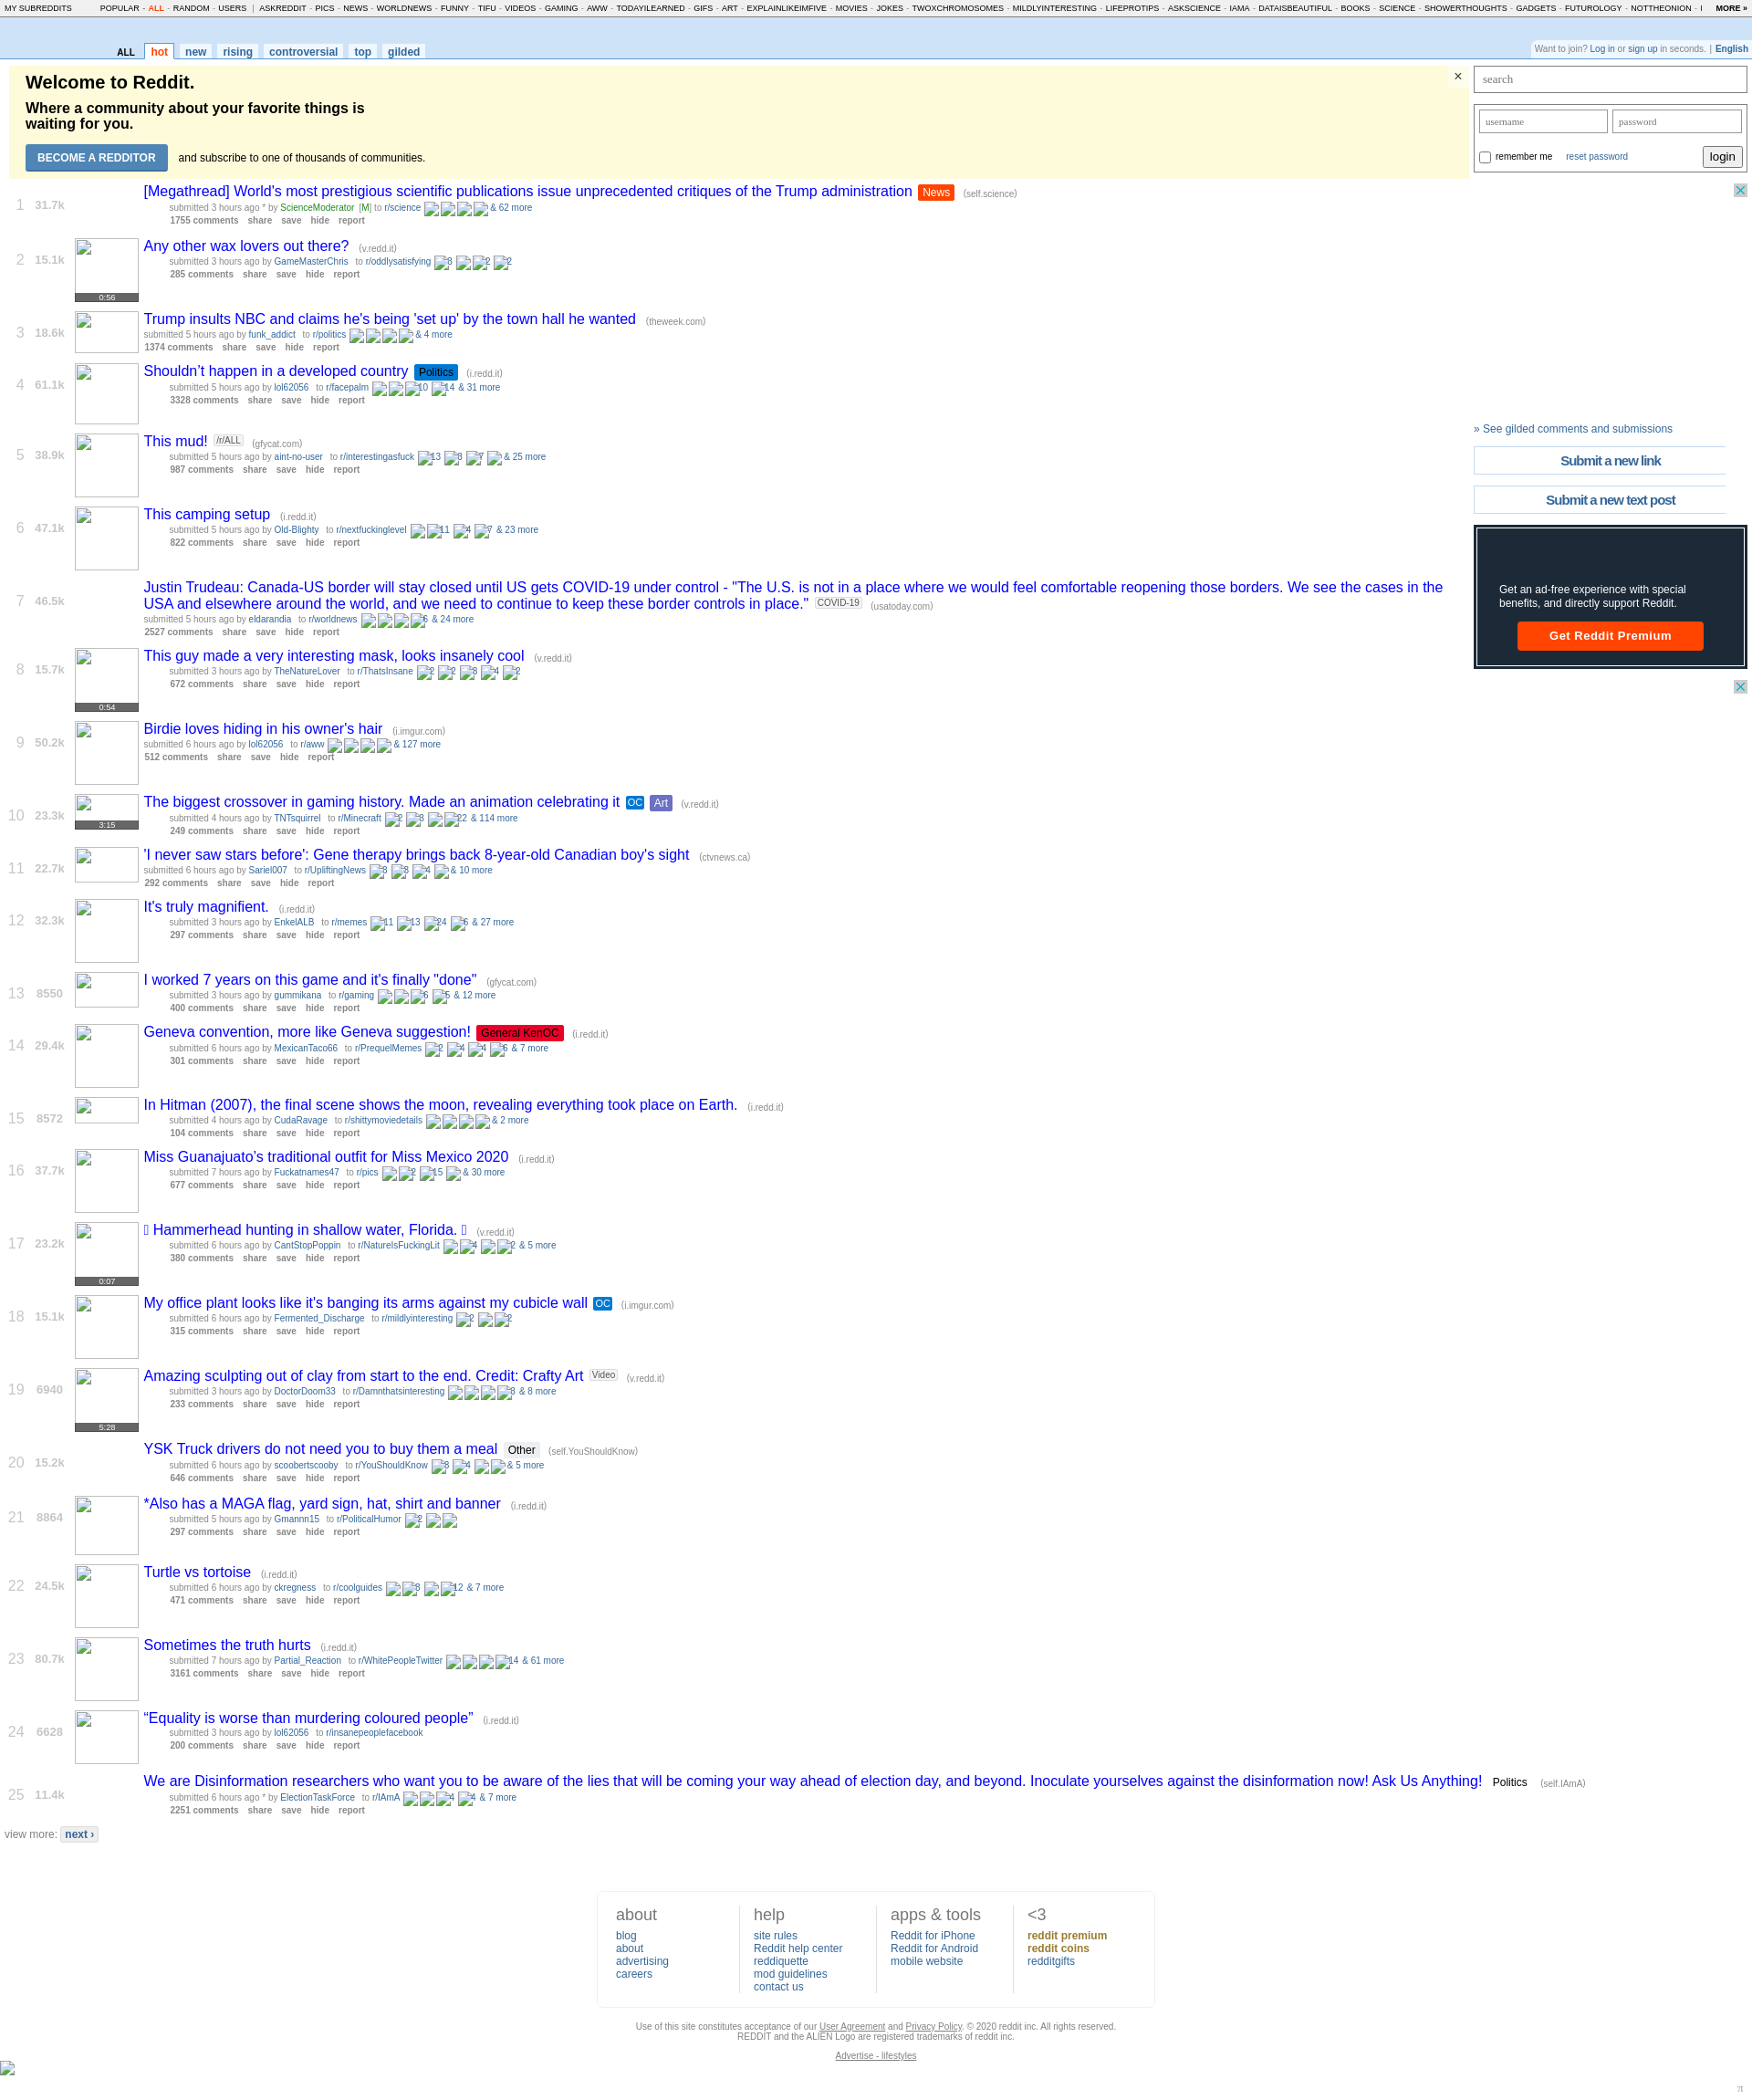 MY SUBREDDITS POPULAR - ALL - RANDOM - USERS | ASKREDDIT - PICS - NEWS - WORLDNEWS - FUNNY - TIFU - VIDEOS - GAMING - AWW - TODAYILEARNED - GIFS - ART - EXPLAINLIKEIMFIVE - MOVIES - JOKES - TWOXCHROMOSOMES - MILDLYINTERESTING - LIFEPROTIPS - ASKSCIENCE - IAMA - DATAISBEAUTIFUL - BOOKS - SCIENCE - SHOWERTHOUGHTS - GADGETS - FUTUROLOGY - NOTTHEONION - I MORE »
ALL hot new rising controversial top gilded
Want to join? Log in or sign up in seconds. | English
Welcome to Reddit.
Where a community about your favorite things is
waiting for you.
BECOME A REDDITOR and subscribe to one of thousands of communities.
×
search
username password
remember me reset password login
1 31.7k [Megathread] World's most prestigious scientific publications issue unprecedented critiques of the Trump administration News (self.science)
submitted 3 hours ago * by ScienceModerator [M] to r/science & 62 more
1755 comments share save hide report
2 15.1k Any other wax lovers out there? (v.redd.it)
submitted 3 hours ago by GameMasterChris to r/oddlysatisfying 3 2 2
285 comments share save hide report
0:56
3 18.6k Trump insults NBC and claims he's being 'set up' by the town hall he wanted (theweek.com)
submitted 5 hours ago by funk_addict to r/politics & 4 more
1374 comments share save hide report
4 61.1k Shouldn’t happen in a developed country Politics (i.redd.it)
submitted 5 hours ago by lol62056 to r/facepalm 10 14 & 31 more
3328 comments share save hide report
5 38.9k This mud! /r/ALL (gfycat.com)
submitted 5 hours ago by aint-no-user to r/interestingasfuck 13 3 7 & 25 more
987 comments share save hide report
6 47.1k This camping setup (i.redd.it)
submitted 5 hours ago by Old-Blighty to r/nextfuckinglevel 11 4 7 & 23 more
822 comments share save hide report
7 46.5k Justin Trudeau: Canada-US border will stay closed until US gets COVID-19 under control - "The U.S. is not in a place where we would feel comfortable reopening those borders. We see the cases in the
USA and elsewhere around the world, and we need to continue to keep these border controls in place." COVID-19 (usatoday.com)
submitted 5 hours ago by eldarandia to r/worldnews 6 & 24 more
2527 comments share save hide report
8 15.7k This guy made a very interesting mask, looks insanely cool (v.redd.it)
submitted 3 hours ago by TheNatureLover to r/ThatsInsane 2 2 3 4 2
672 comments share save hide report
0:54
9 50.2k Birdie loves hiding in his owner's hair (i.imgur.com)
submitted 6 hours ago by lol62056 to r/aww & 127 more
512 comments share save hide report
10 23.3k The biggest crossover in gaming history. Made an animation celebrating it OC Art (v.redd.it)
submitted 4 hours ago by TNTsquirrel to r/Minecraft 2 3 22 & 114 more
249 comments share save hide report
3:15
11 22.7k 'I never saw stars before': Gene therapy brings back 8-year-old Canadian boy's sight (ctvnews.ca)
submitted 6 hours ago by Sariel007 to r/UpliftingNews 3 3 4 & 10 more
292 comments share save hide report
12 32.3k It's truly magnifient. (i.redd.it)
submitted 3 hours ago by EnkelALB to r/memes 11 13 24 6 & 27 more
297 comments share save hide report
13 8550 I worked 7 years on this game and it's finally "done" (gfycat.com)
submitted 3 hours ago by gummikana to r/gaming 6 5 & 12 more
400 comments share save hide report
14 29.4k Geneva convention, more like Geneva suggestion! General KenOC (i.redd.it)
submitted 6 hours ago by MexicanTaco66 to r/PrequelMemes 2 4 4 6 & 7 more
301 comments share save hide report
15 8572 In Hitman (2007), the final scene shows the moon, revealing everything took place on Earth. (i.redd.it)
submitted 4 hours ago by CudaRavage to r/shittymoviedetails & 2 more
104 comments share save hide report
16 37.7k Miss Guanajuato’s traditional outfit for Miss Mexico 2020 (i.redd.it)
submitted 7 hours ago by Fuckatnames47 to r/pics 2 15 & 30 more
677 comments share save hide report
17 23.2k Hammerhead hunting in shallow water, Florida. (v.redd.it)
submitted 6 hours ago by CantStopPoppin to r/NatureIsFuckingLit 4 2 & 5 more
380 comments share save hide report
0:07
18 15.1k My office plant looks like it's banging its arms against my cubicle wall OC (i.imgur.com)
submitted 6 hours ago by Fermented_Discharge to r/mildlyinteresting 2 2
315 comments share save hide report
19 6940 Amazing sculpting out of clay from start to the end. Credit: Crafty Art Video (v.redd.it)
submitted 3 hours ago by DoctorDoom33 to r/Damnthatsinteresting 3 & 8 more
233 comments share save hide report
5:28
20 15.2k YSK Truck drivers do not need you to buy them a meal Other (self.YouShouldKnow)
submitted 6 hours ago by scoobertscooby to r/YouShouldKnow 3 4 & 5 more
646 comments share save hide report
21 8864 *Also has a MAGA flag, yard sign, hat, shirt and banner (i.redd.it)
submitted 5 hours ago by Gmannn15 to r/PoliticalHumor 2
297 comments share save hide report
22 24.5k Turtle vs tortoise (i.redd.it)
submitted 6 hours ago by ckregness to r/coolguides 3 12 & 7 more
471 comments share save hide report
23 80.7k Sometimes the truth hurts (i.redd.it)
submitted 7 hours ago by Partial_Reaction to r/WhitePeopleTwitter 14 & 61 more
3161 comments share save hide report
24 6628 “Equality is worse than murdering coloured people” (i.redd.it)
submitted 3 hours ago by lol62056 to r/insanepeoplefacebook
200 comments share save hide report
25 11.4k We are Disinformation researchers who want you to be aware of the lies that will be coming your way ahead of election day, and beyond. Inoculate yourselves against the disinformation now! Ask Us Anything! Politics (self.IAmA)
submitted 6 hours ago * by ElectionTaskForce to r/IAmA 4 4 & 7 more
2251 comments share save hide report
view more: next ›
» See gilded comments and submissions
Submit a new link
Submit a new text post
Get an ad-free experience with special
benefits, and directly support Reddit.
Get Reddit Premium
about
blog
about
advertising
careers
help
site rules
Reddit help center
reddiquette
mod guidelines
contact us
apps & tools
Reddit for iPhone
Reddit for Android
mobile website
<3
reddit premium
reddit coins
redditgifts
Use of this site constitutes acceptance of our User Agreement and Privacy Policy. © 2020 reddit inc. All rights reserved.
REDDIT and the ALIEN Logo are registered trademarks of reddit inc.
Advertise - lifestyles
π